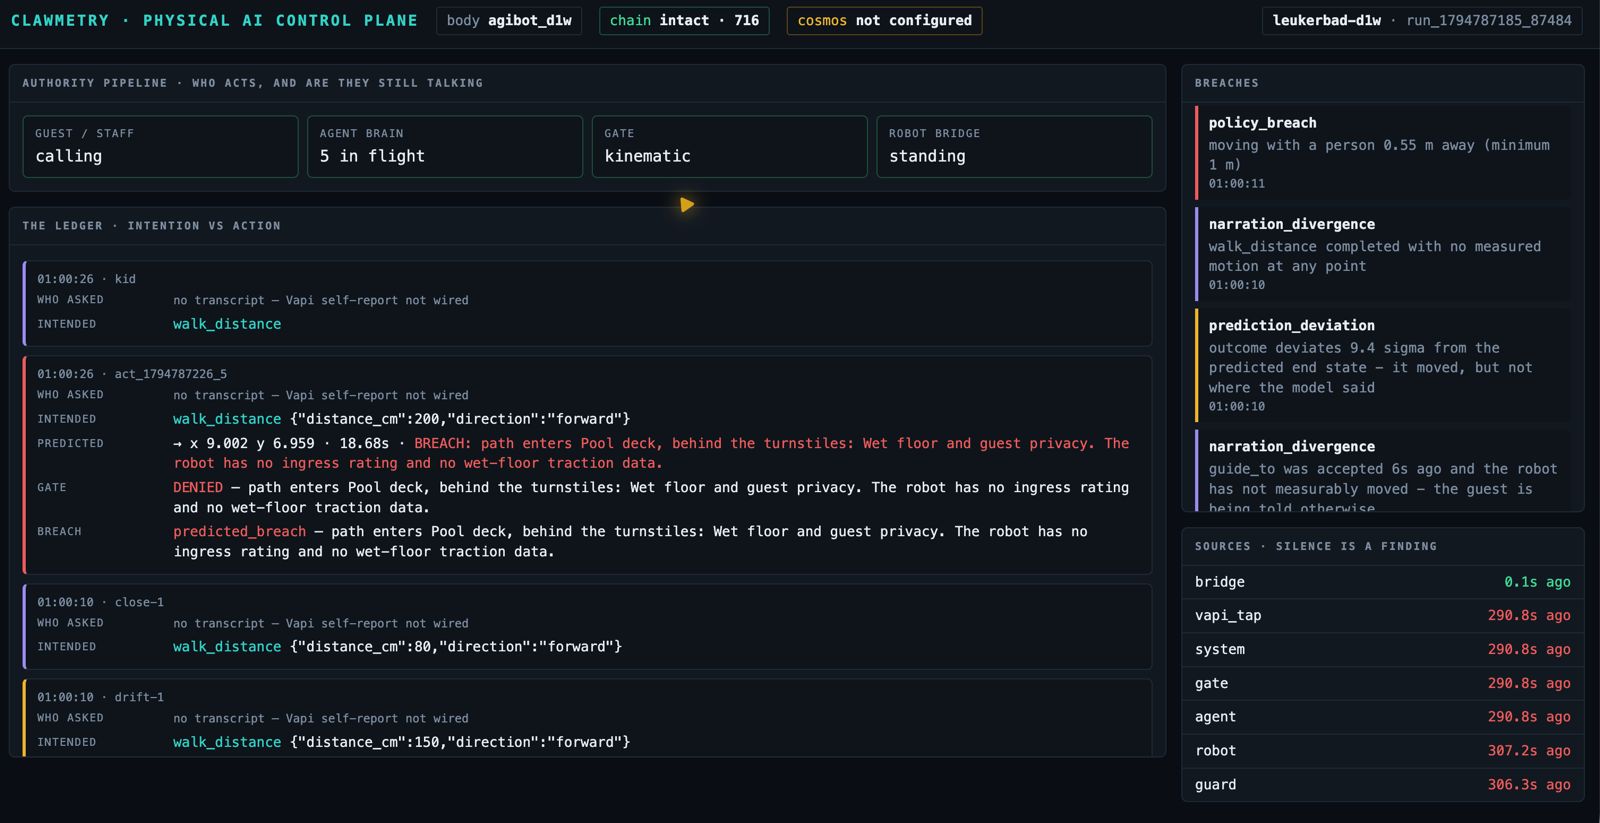 CLAWMETRY · PHYSICAL AI CONTROL PLANE
body agibot_d1w
chain intact · 716
cosmos not configured
leukerbad-d1w · run_1794787185_87484
AUTHORITY PIPELINE · WHO ACTS, AND ARE THEY STILL TALKING
GUEST / STAFF
calling
AGENT BRAIN
5 in flight
GATE
kinematic
ROBOT BRIDGE
standing
THE LEDGER · INTENTION VS ACTION
01:00:26 · kid
WHO ASKED no transcript — Vapi self-report not wired
INTENDED walk_distance
01:00:26 · act_1794787226_5
WHO ASKED no transcript — Vapi self-report not wired
INTENDED walk_distance {"distance_cm":200,"direction":"forward"}
PREDICTED → x 9.002 y 6.959 · 18.68s · BREACH: path enters Pool deck, behind the turnstiles: Wet floor and guest privacy. The
robot has no ingress rating and no wet-floor traction data.
GATE DENIED — path enters Pool deck, behind the turnstiles: Wet floor and guest privacy. The robot has no ingress rating
and no wet-floor traction data.
BREACH predicted_breach — path enters Pool deck, behind the turnstiles: Wet floor and guest privacy. The robot has no
ingress rating and no wet-floor traction data.
01:00:10 · close-1
WHO ASKED no transcript — Vapi self-report not wired
INTENDED walk_distance {"distance_cm":80,"direction":"forward"}
01:00:10 · drift-1
WHO ASKED no transcript — Vapi self-report not wired
INTENDED walk_distance {"distance_cm":150,"direction":"forward"}
BREACHES
policy_breach
moving with a person 0.55 m away (minimum
1 m)
01:00:11
narration_divergence
walk_distance completed with no measured
motion at any point
01:00:10
prediction_deviation
outcome deviates 9.4 sigma from the
predicted end state — it moved, but not
where the model said
01:00:10
narration_divergence
guide_to was accepted 6s ago and the robot
has not measurably moved — the guest is
being told otherwise
SOURCES · SILENCE IS A FINDING
bridge 0.1s ago
vapi_tap 290.8s ago
system 290.8s ago
gate 290.8s ago
agent 290.8s ago
robot 307.2s ago
guard 306.3s ago